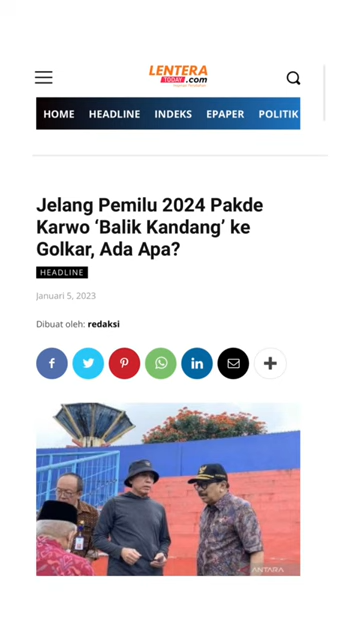 LENTERA
TODAY.com
HOME HEADLINE INDEKS EPAPER POLITIK
Jelang Pemilu 2024 Pakde
Karwo ‘Balik Kandang’ ke
Golkar, Ada Apa?
HEADLINE
Januari 5, 2023
Dibuat oleh: redaksi
ANTARA